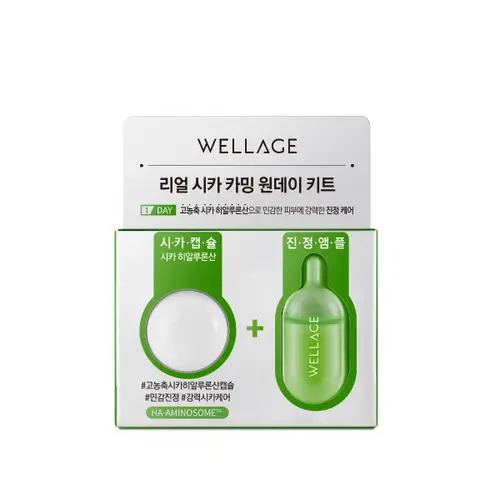 WELLAGE
리얼 시카 카밍 원데이 키트
1 DAY 고농축 시카 히알루론산으로 민감한 피부에 강력한 진정 케어
시·카·캡·슐
시카 히알루론산
진·정·앰·플
+
WELLAGE
#고농축시카히알루론산캡슐
#민감진정 #강력시카케어
HA-AMINOSOME™